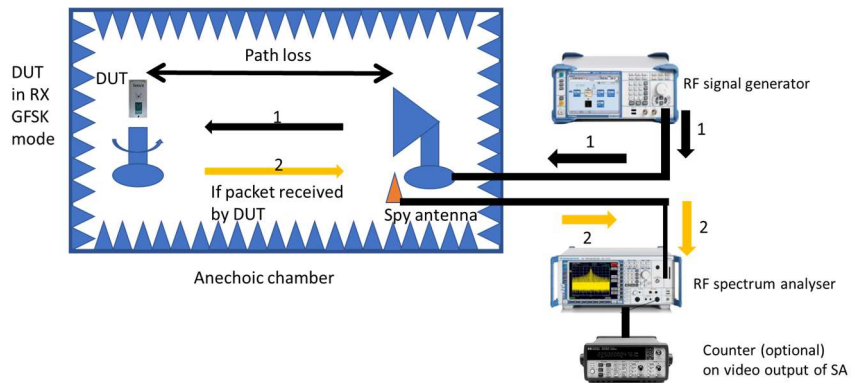 DUT
in RX
GFSK
mode
DUT
Path loss
1
2
If packet received
by DUT
Spy antenna
Anechoic chamber
RF signal generator
1
1
2
2
RF spectrum analyser
Counter (optional)
on video output of SA